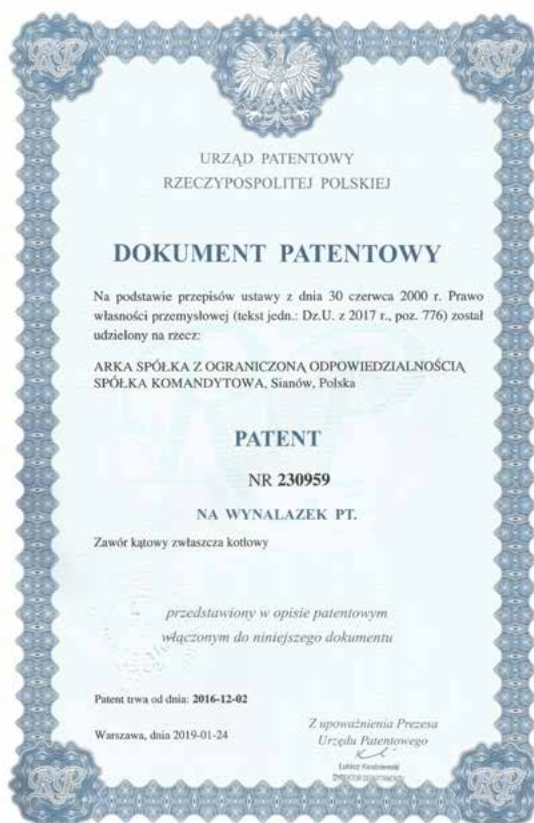 URZĄD PATENTOWY
RZECZYPOSPOLITEJ POLSKIEJ
DOKUMENT PATENTOWY
Na podstawie przepisów ustawy z dnia 30 czerwca 2000 r. Prawo
własności przemysłowej (tekst jedn.: Dz.U. z 2017 r., poz. 776) został
udzielony na rzecz:
ARKA SPÓŁKA Z OGRANICZONĄ ODPOWIEDZIALNOŚCIĄ
SPÓŁKA KOMANDYTOWA, Sianów, Polska
PATENT
NR 230959
NA WYNALAZEK PT.
Zawór kątowy zwłaszcza kotłowy
przedstawiony w opisie patentowym
włączonym do niniejszego dokumentu
Patent trwa od dnia: 2016-12-02
Warszawa, dnia 2019-01-24
Z upoważnienia Prezesa
Urzędu Patentowego
DYREKTOR DEPARTAMENTU